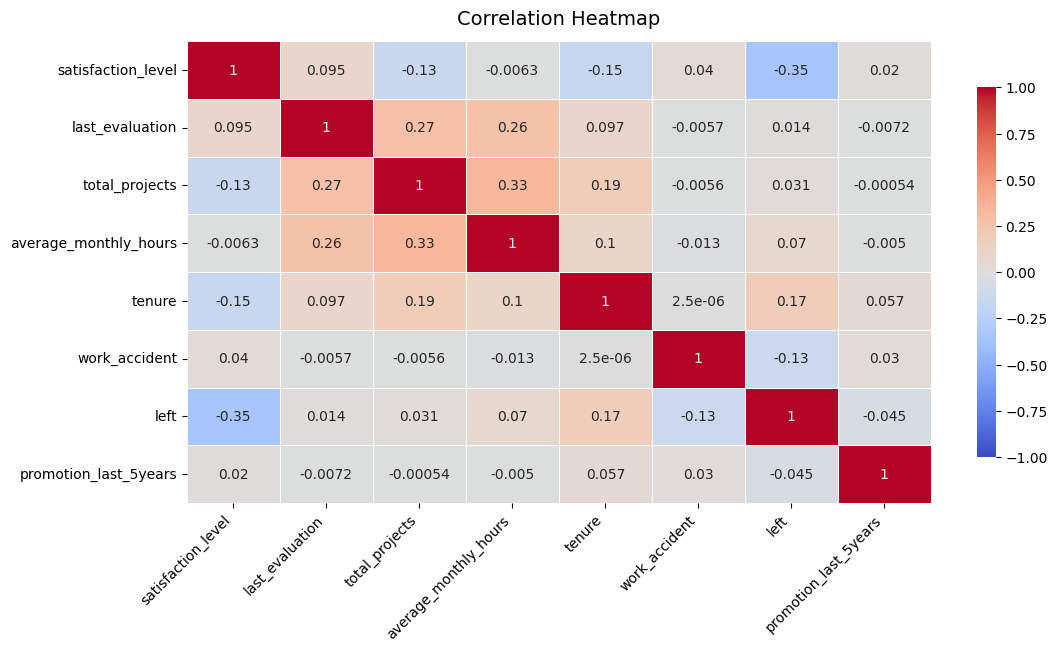 Correlation Heatmap
satisfaction_level 1 0.095 -0.13 -0.0063 -0.15 0.04 -0.35 0.02
last_evaluation 0.095 1 0.27 0.26 0.097 -0.0057 0.014 -0.0072
total_projects -0.13 0.27 1 0.33 0.19 -0.0056 0.031 -0.00054
average_monthly_hours -0.0063 0.26 0.33 1 0.1 -0.013 0.07 -0.005
tenure -0.15 0.097 0.19 0.1 1 2.5e-06 0.17 0.057
work_accident 0.04 -0.0057 -0.0056 -0.013 2.5e-06 1 -0.13 0.03
left -0.35 0.014 0.031 0.07 0.17 -0.13 1 -0.045
promotion_last_5years 0.02 -0.0072 -0.00054 -0.005 0.057 0.03 -0.045 1
satisfaction_level
last_evaluation
total_projects
average_monthly_hours
tenure
work_accident
left
promotion_last_5years
1.00
0.75
0.50
0.25
0.00
−0.25
−0.50
−0.75
−1.00